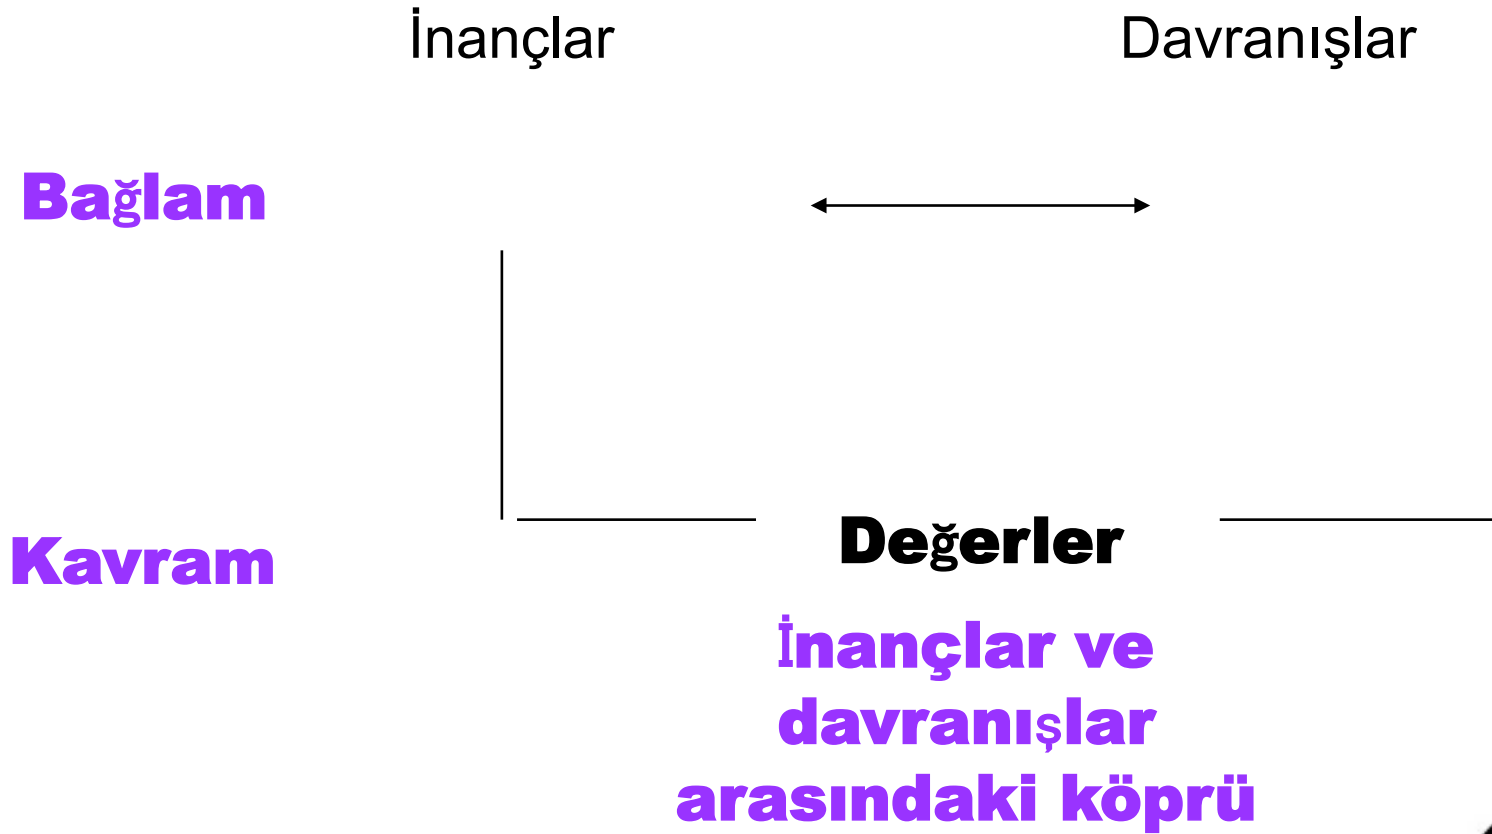 İnançlar Davranışlar
Bağlam
Değerler
Kavram
İnançlar ve
davranışlar
arasındaki köprü